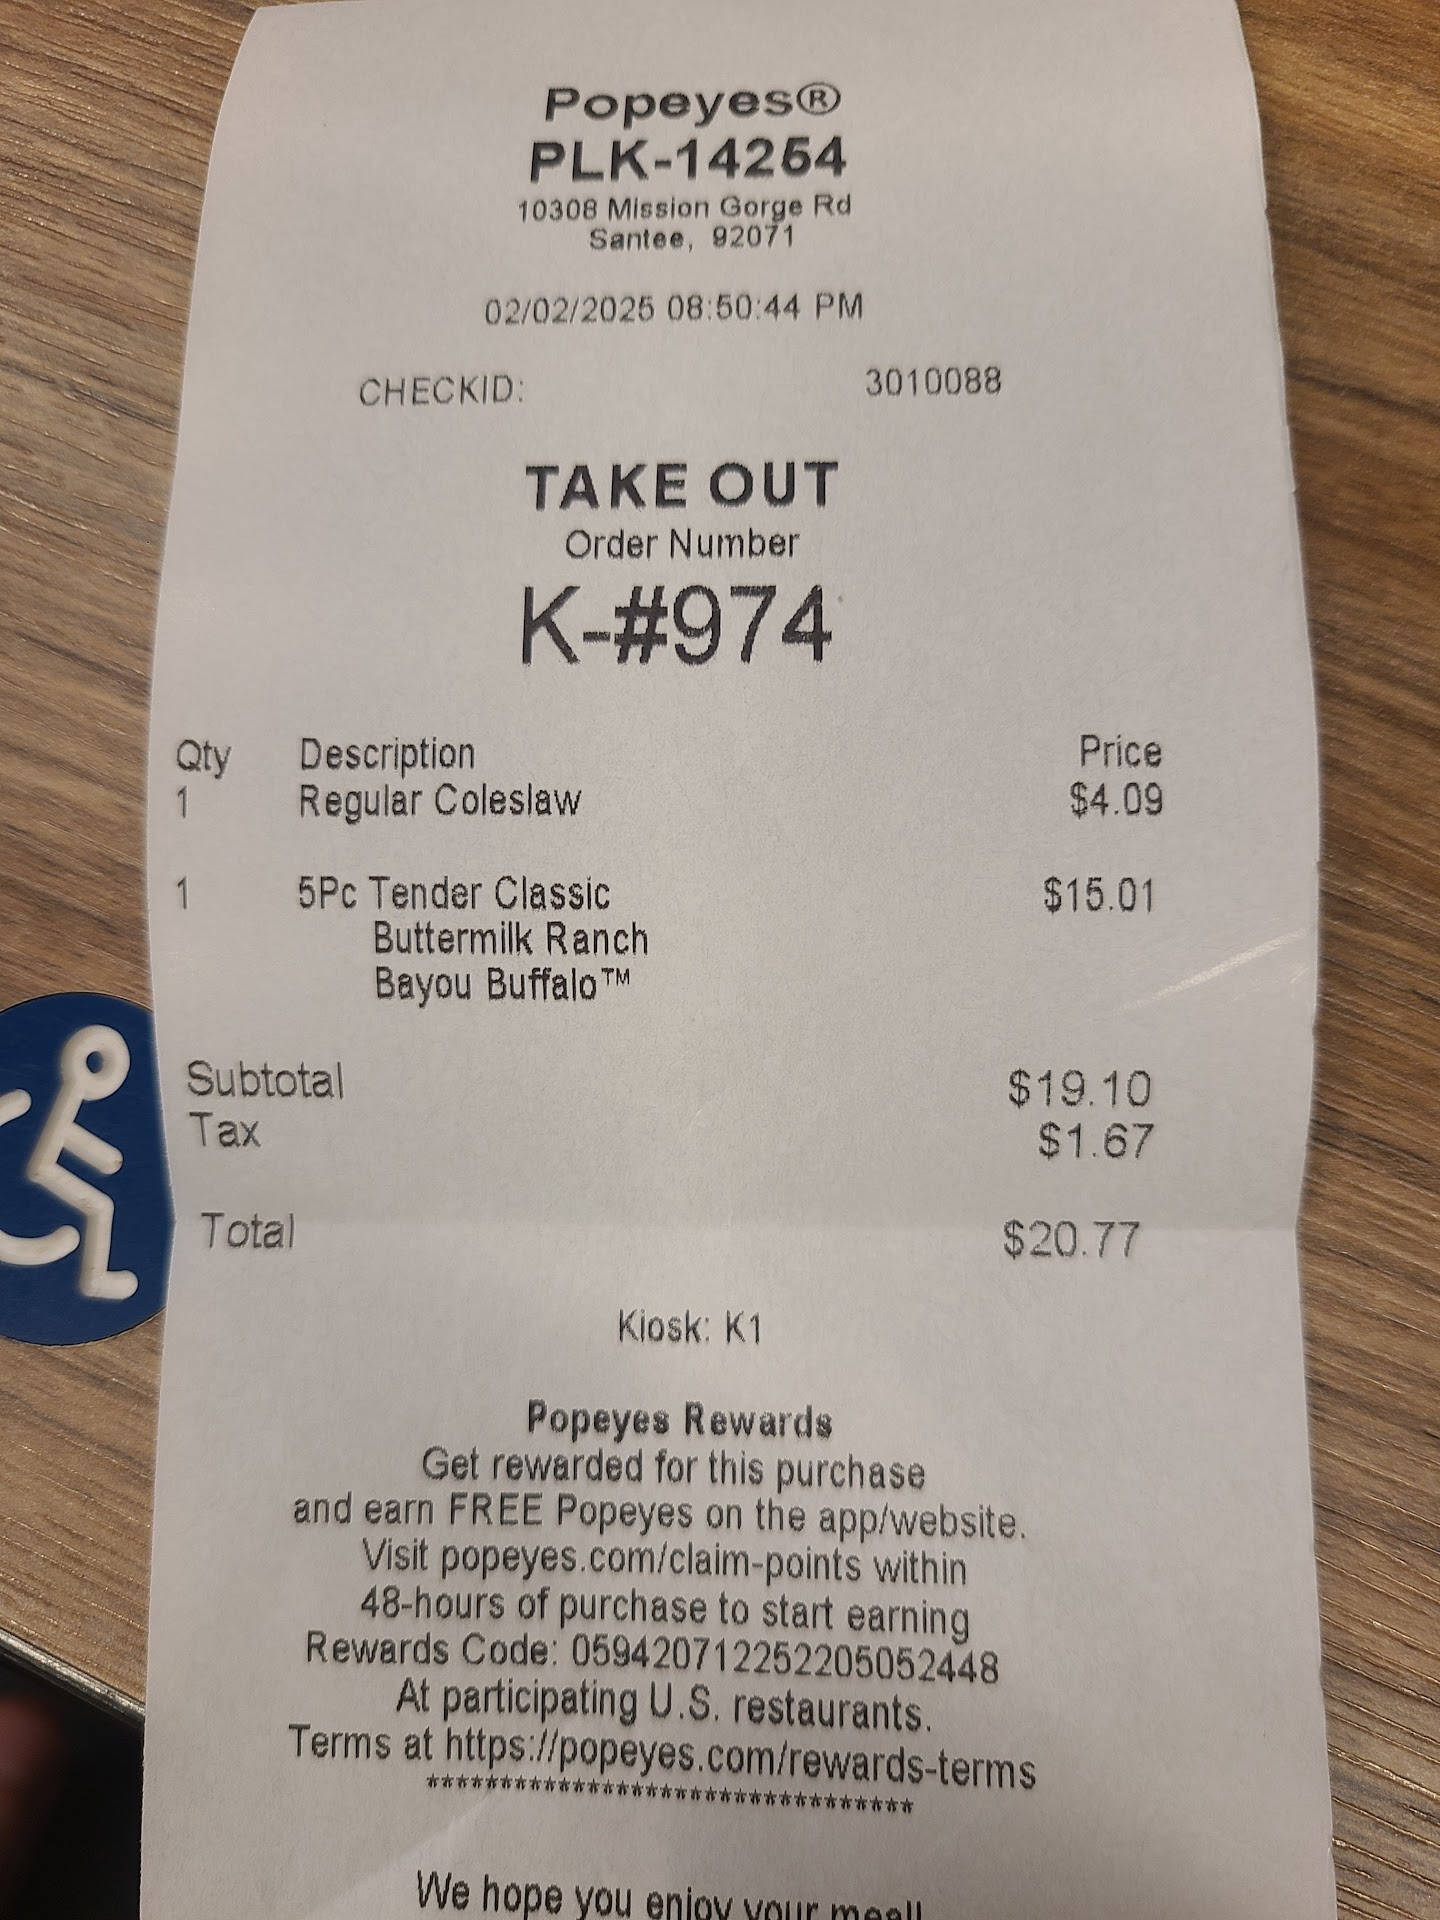 Popeyes®
PLK-14254
10308 Mission Gorge Rd
Santee, 92071
02/02/2025 08:50:44 PM
CHECKID: 3010088
TAKE OUT
Order Number
K-#974
Qty Description Price
1 Regular Coleslaw $4.09
1 5Pc Tender Classic $15.01
Buttermilk Ranch
Bayou Buffalo™
Subtotal $19.10
Tax $1.67
Total $20.77
Kiosk: K1
Popeyes Rewards
Get rewarded for this purchase
and earn FREE Popeyes on the app/website.
Visit popeyes.com/claim-points within
48-hours of purchase to start earning
Rewards Code: 059420712252205052448
At participating U.S. restaurants.
Terms at https://popeyes.com/rewards-terms
*********************************
We hope you enjoy your meal!